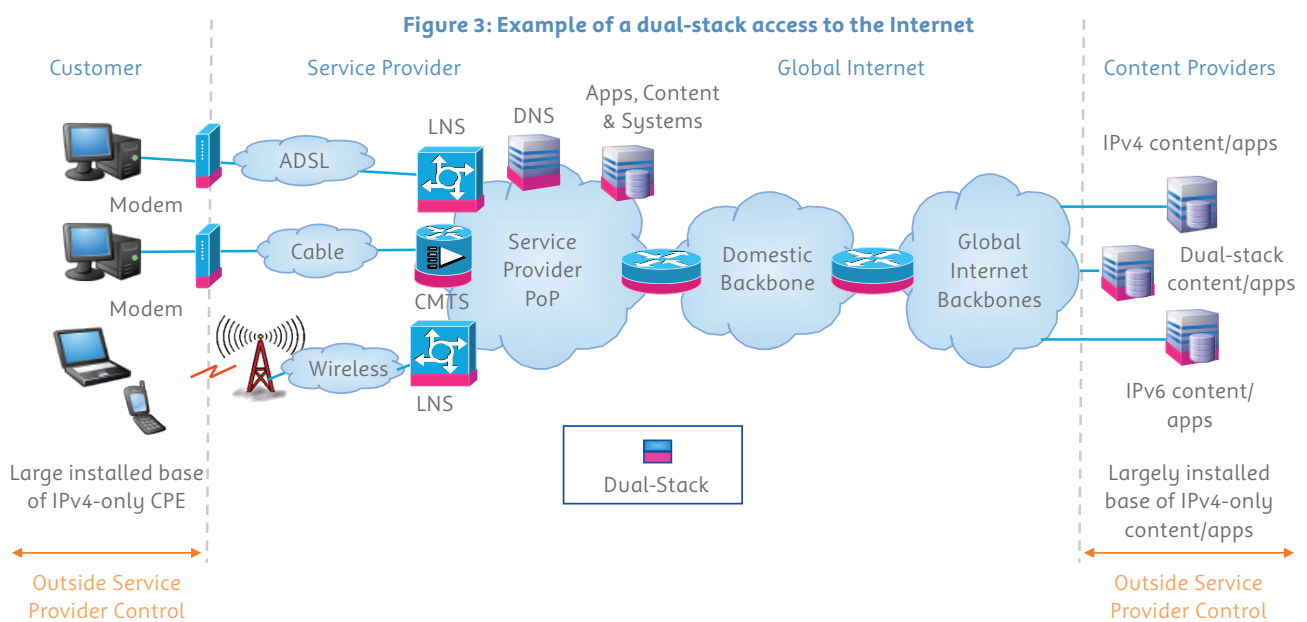 Figure 3: Example of a dual-stack access to the Internet
Customer
Service Provider
Global Internet
Content Providers
Apps, Content
& Systems
LNS
DNS
IPv4 content/apps
ADSL
Modem
Service
Provider
PoP
Domestic
Backbone
Global
Internet
Backbones
Dual-stack
content/apps
Cable
Modem
CMTS
Wireless
LNS
IPv6 content/
apps
Dual-Stack
Large installed base
of IPv4-only CPE
Largely installed
base of IPv4-only
content/apps
Outside Service
Provider Control
Outside Service
Provider Control